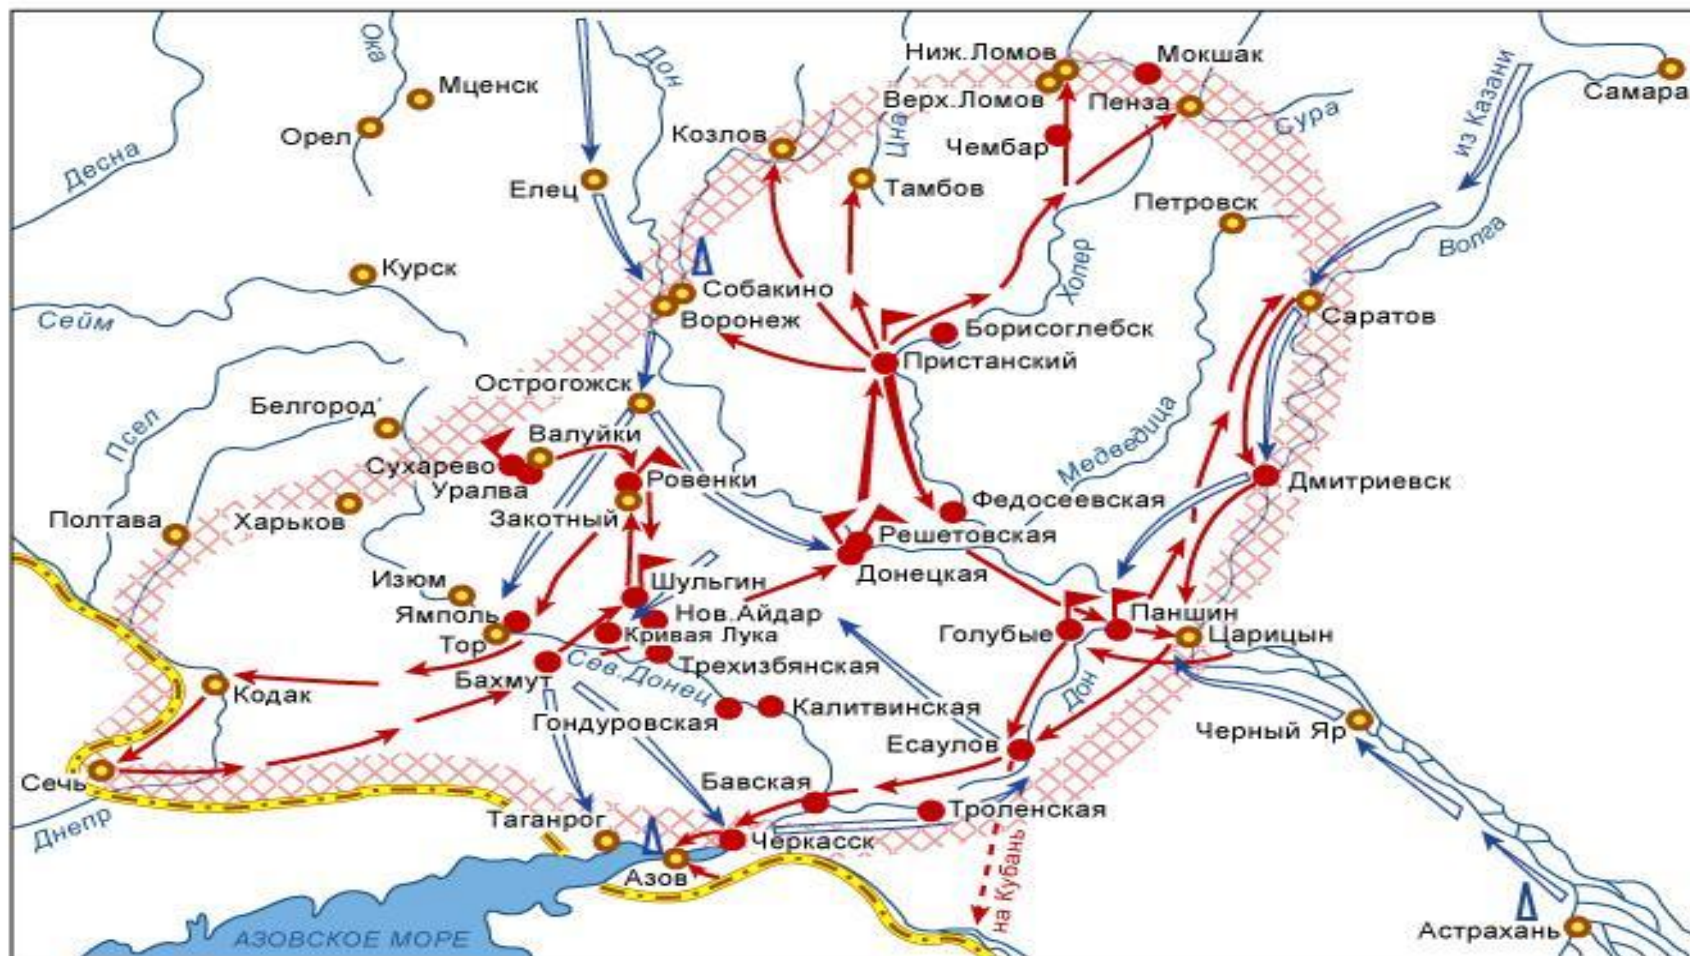 Ока
Дон
Ниж.Ломов
Мокшак
Мценск
Верх.Ломов
Пенза
Самара
из Казани
Сура
Орел
Козлов
Цна
Чембар
Десна
Елец
Тамбов
Петровск
Волга
Курск
Хопер
Собакино
Сейм
Воронеж
Борисоглебск
Саратов
Пристанский
Острогожск
Белгород
Псел
Валуйки
Медведица
Сухарево
Уралва
Ровенки
Дмитриевск
Федосеевская
Полтава
Харьков
Закотный
Решетовская
Донецкая
Изюм
Шульгин
Ямполь
Нов.Айдар
Паншин
Тор
Кривая Лука
Голубые
Царицын
Бахмут
Сев.Донец
Трехизбянская
Кодак
Дон
Гондуровская
Калитвинская
Черный Яр
Есаулов
Сечь
Бавская
Троленская
Днепр
Таганрог
Черкасск
Азов
на Кубань
АЗОВСКОЕ МОРЕ
Астрахань